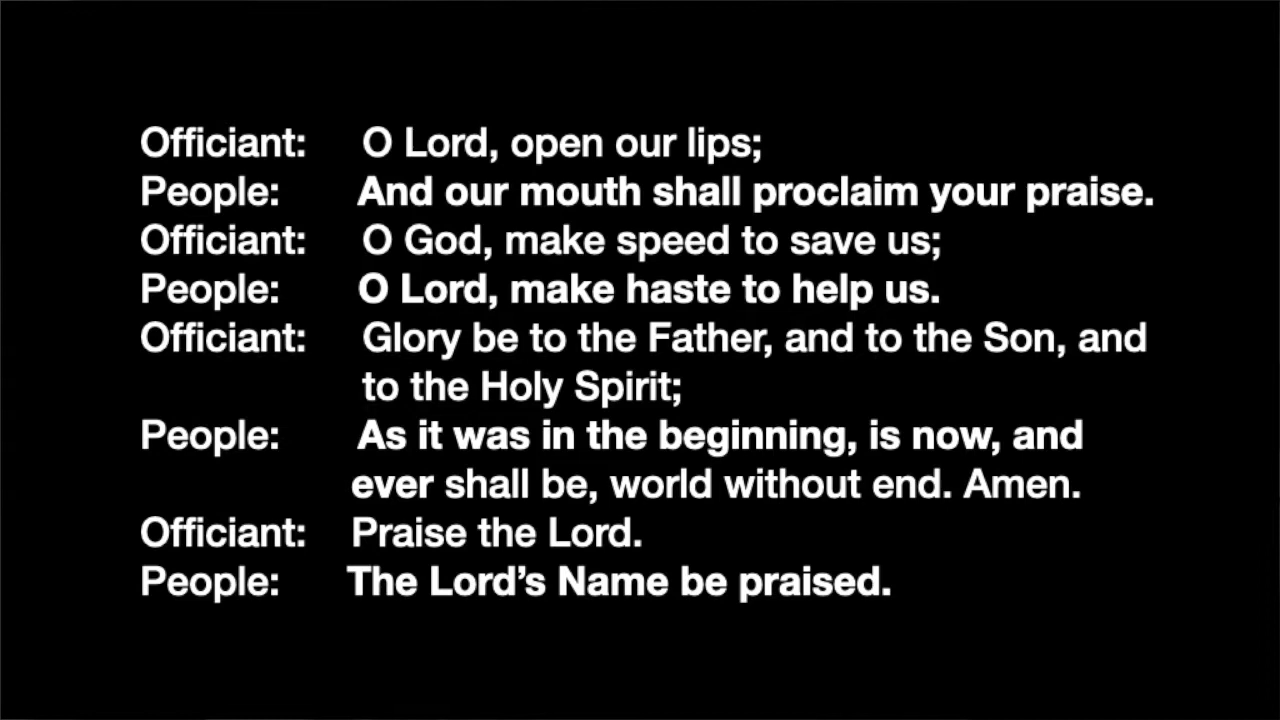 Officiant: O Lord, open our lips;
People: And our mouth shall proclaim your praise.
Officiant: O God, make speed to save us;
People: O Lord, make haste to help us.
Officiant: Glory be to the Father, and to the Son, and
to the Holy Spirit;
People: As it was in the beginning, is now, and
ever shall be, world without end. Amen.
Officiant: Praise the Lord.
People: The Lord’s Name be praised.